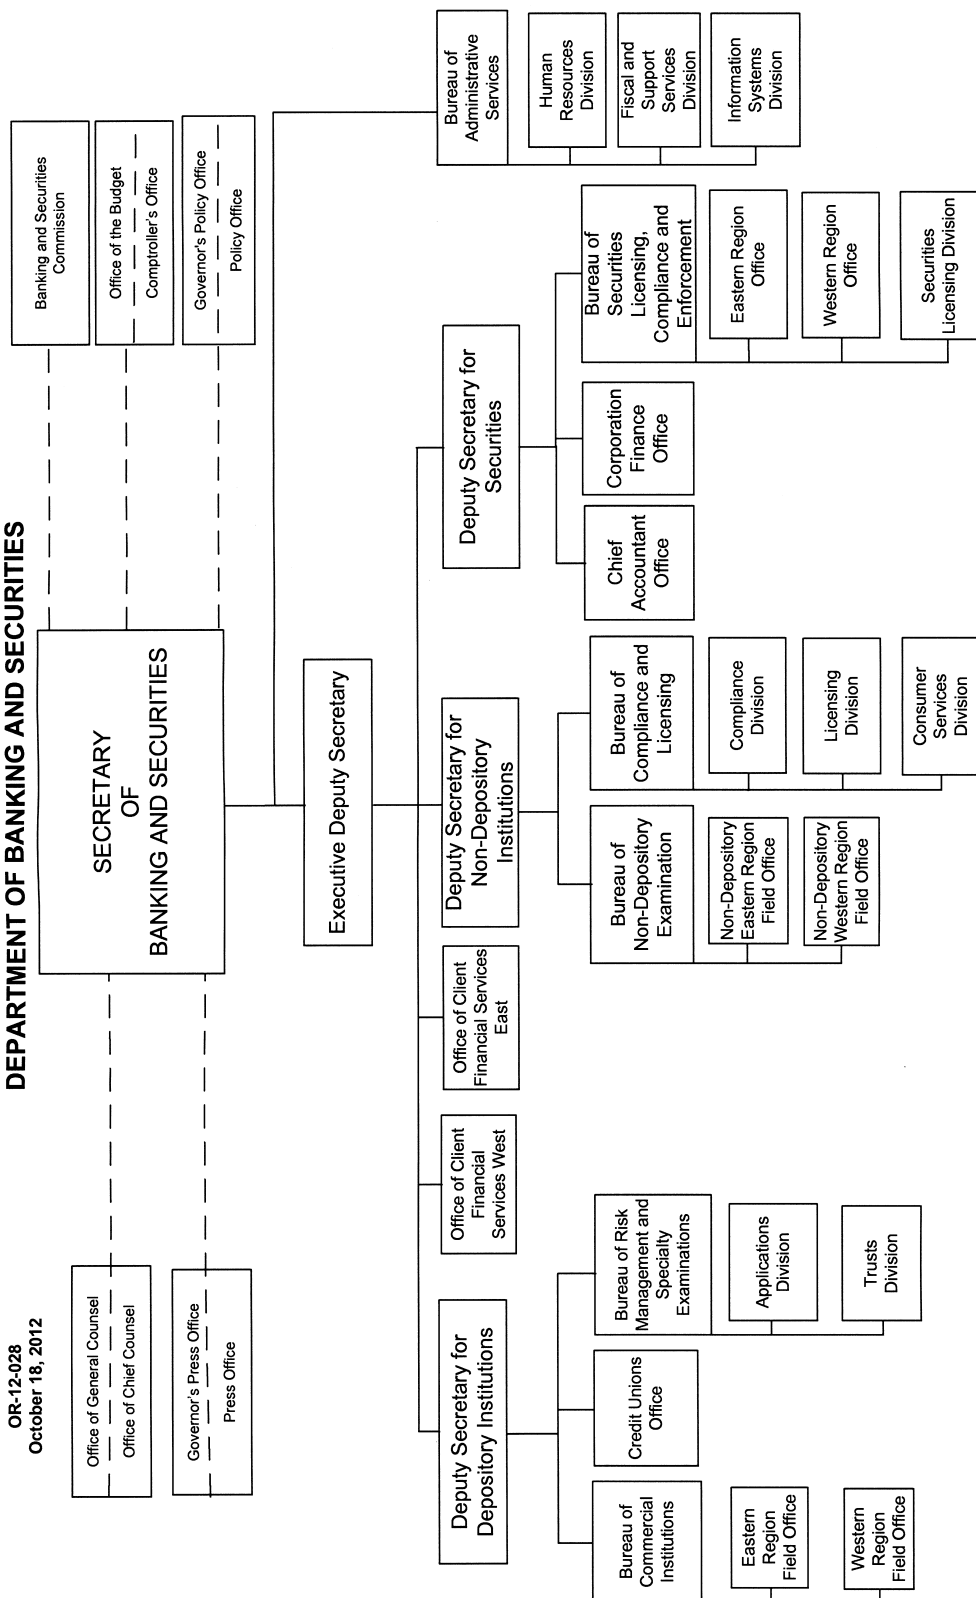 OR-12-028
October 18, 2012
DEPARTMENT OF BANKING AND SECURITIES
Office of General Counsel
Office of Chief Counsel
Governor's Press Office
Press Office
SECRETARY
OF
BANKING AND SECURITIES
Banking and Securities
Commission
Office of the Budget
Comptroller's Office
Governor's Policy Office
Policy Office
Executive Deputy Secretary
Deputy Secretary for
Depository Institutions
Office of Client
Financial
Services West
Office of Client
Financial Services
East
Deputy Secretary for
Non-Depository
Institutions
Deputy Secretary for
Securities
Bureau of
Administrative
Services
Human
Resources
Division
Fiscal and
Support
Services
Division
Information
Systems
Division
Bureau of
Commercial
Institutions
Eastern
Region
Field Office
Western
Region
Field Office
Credit Unions
Office
Bureau of Risk
Management and
Specialty
Examinations
Applications
Division
Trusts
Division
Bureau of
Non-Depository
Examination
Non-Depository
Eastern Region
Field Office
Non-Depository
Western Region
Field Office
Bureau of
Compliance and
Licensing
Compliance
Division
Licensing
Division
Consumer
Services
Division
Chief
Accountant
Office
Corporation
Finance
Office
Bureau of
Securities
Licensing,
Compliance and
Enforcement
Eastern Region
Office
Western Region
Office
Securities
Licensing Division